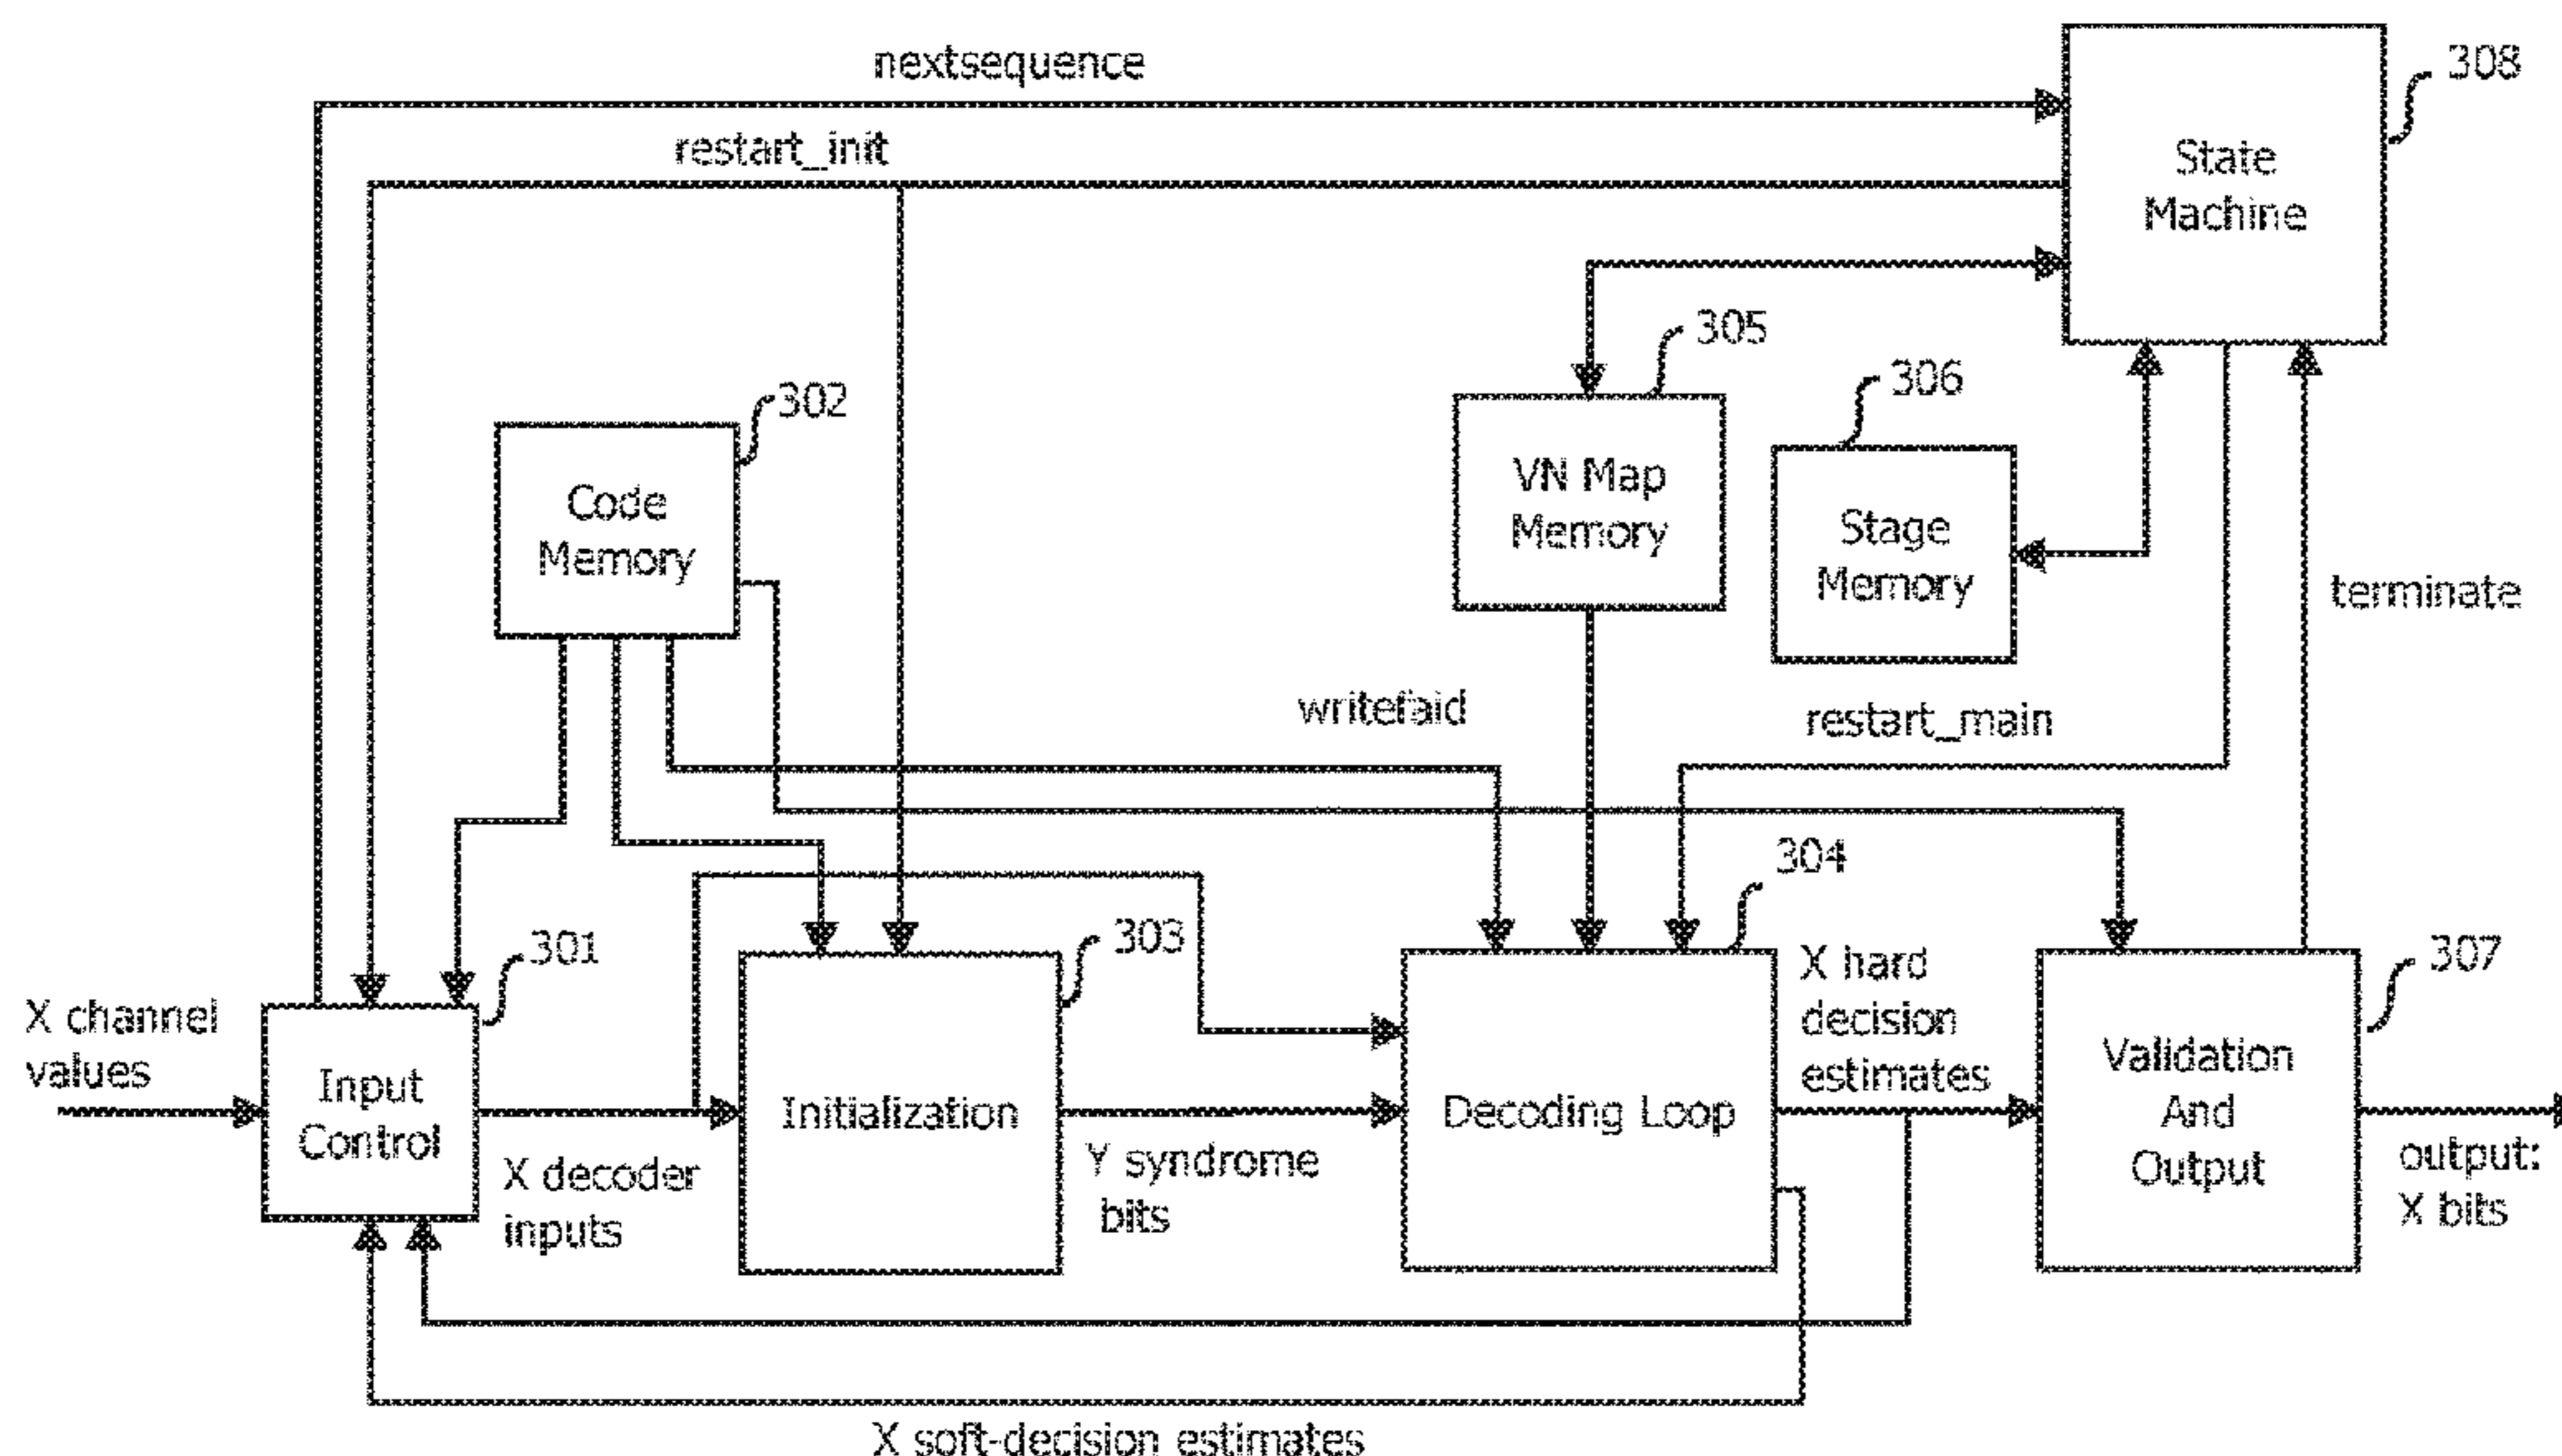 nextsequence
308
restart_init
State
Machine
305
306
302
VN Map
Memory
Code
Memory
Stage
Memory
terminate
writefaid
restart_main
304
301
303
307
X channel
values
X hard
decision
estimates
Input
Control
Initialization
Decoding Loop
Validation
And
Output
X decoder
inputs
Y syndrome
bits
output:
X bits
X soft-decision estimates